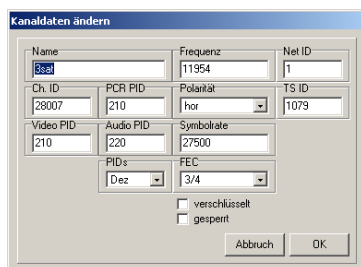 Kanaldaten ändern
Name Frequenz Net ID
3sat 11954 1
Ch. ID PCR PID Polarität TS ID
28007 210 hor 1079
Video PID Audio PID Symbolrate
210 220 27500
PIDs FEC
Dez 3/4
verschlüsselt
gesperrt
Abbruch OK